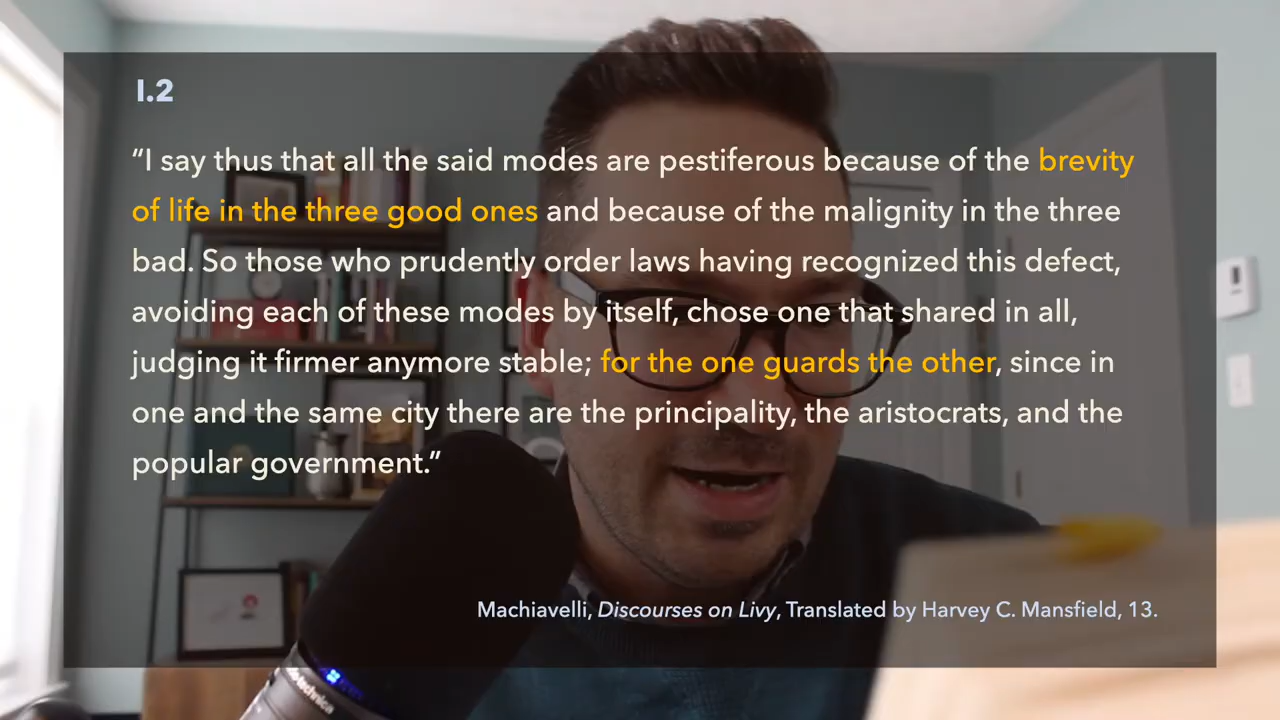 I.2
“I say thus that all the said modes are pestiferous because of the brevity
of life in the three good ones and because of the malignity in the three
bad. So those who prudently order laws having recognized this defect,
avoiding each of these modes by itself, chose one that shared in all,
judging it firmer anymore stable; for the one guards the other, since in
one and the same city there are the principality, the aristocrats, and the
popular government.”
Machiavelli, Discourses on Livy, Translated by Harvey C. Mansfield, 13.
audio-technica